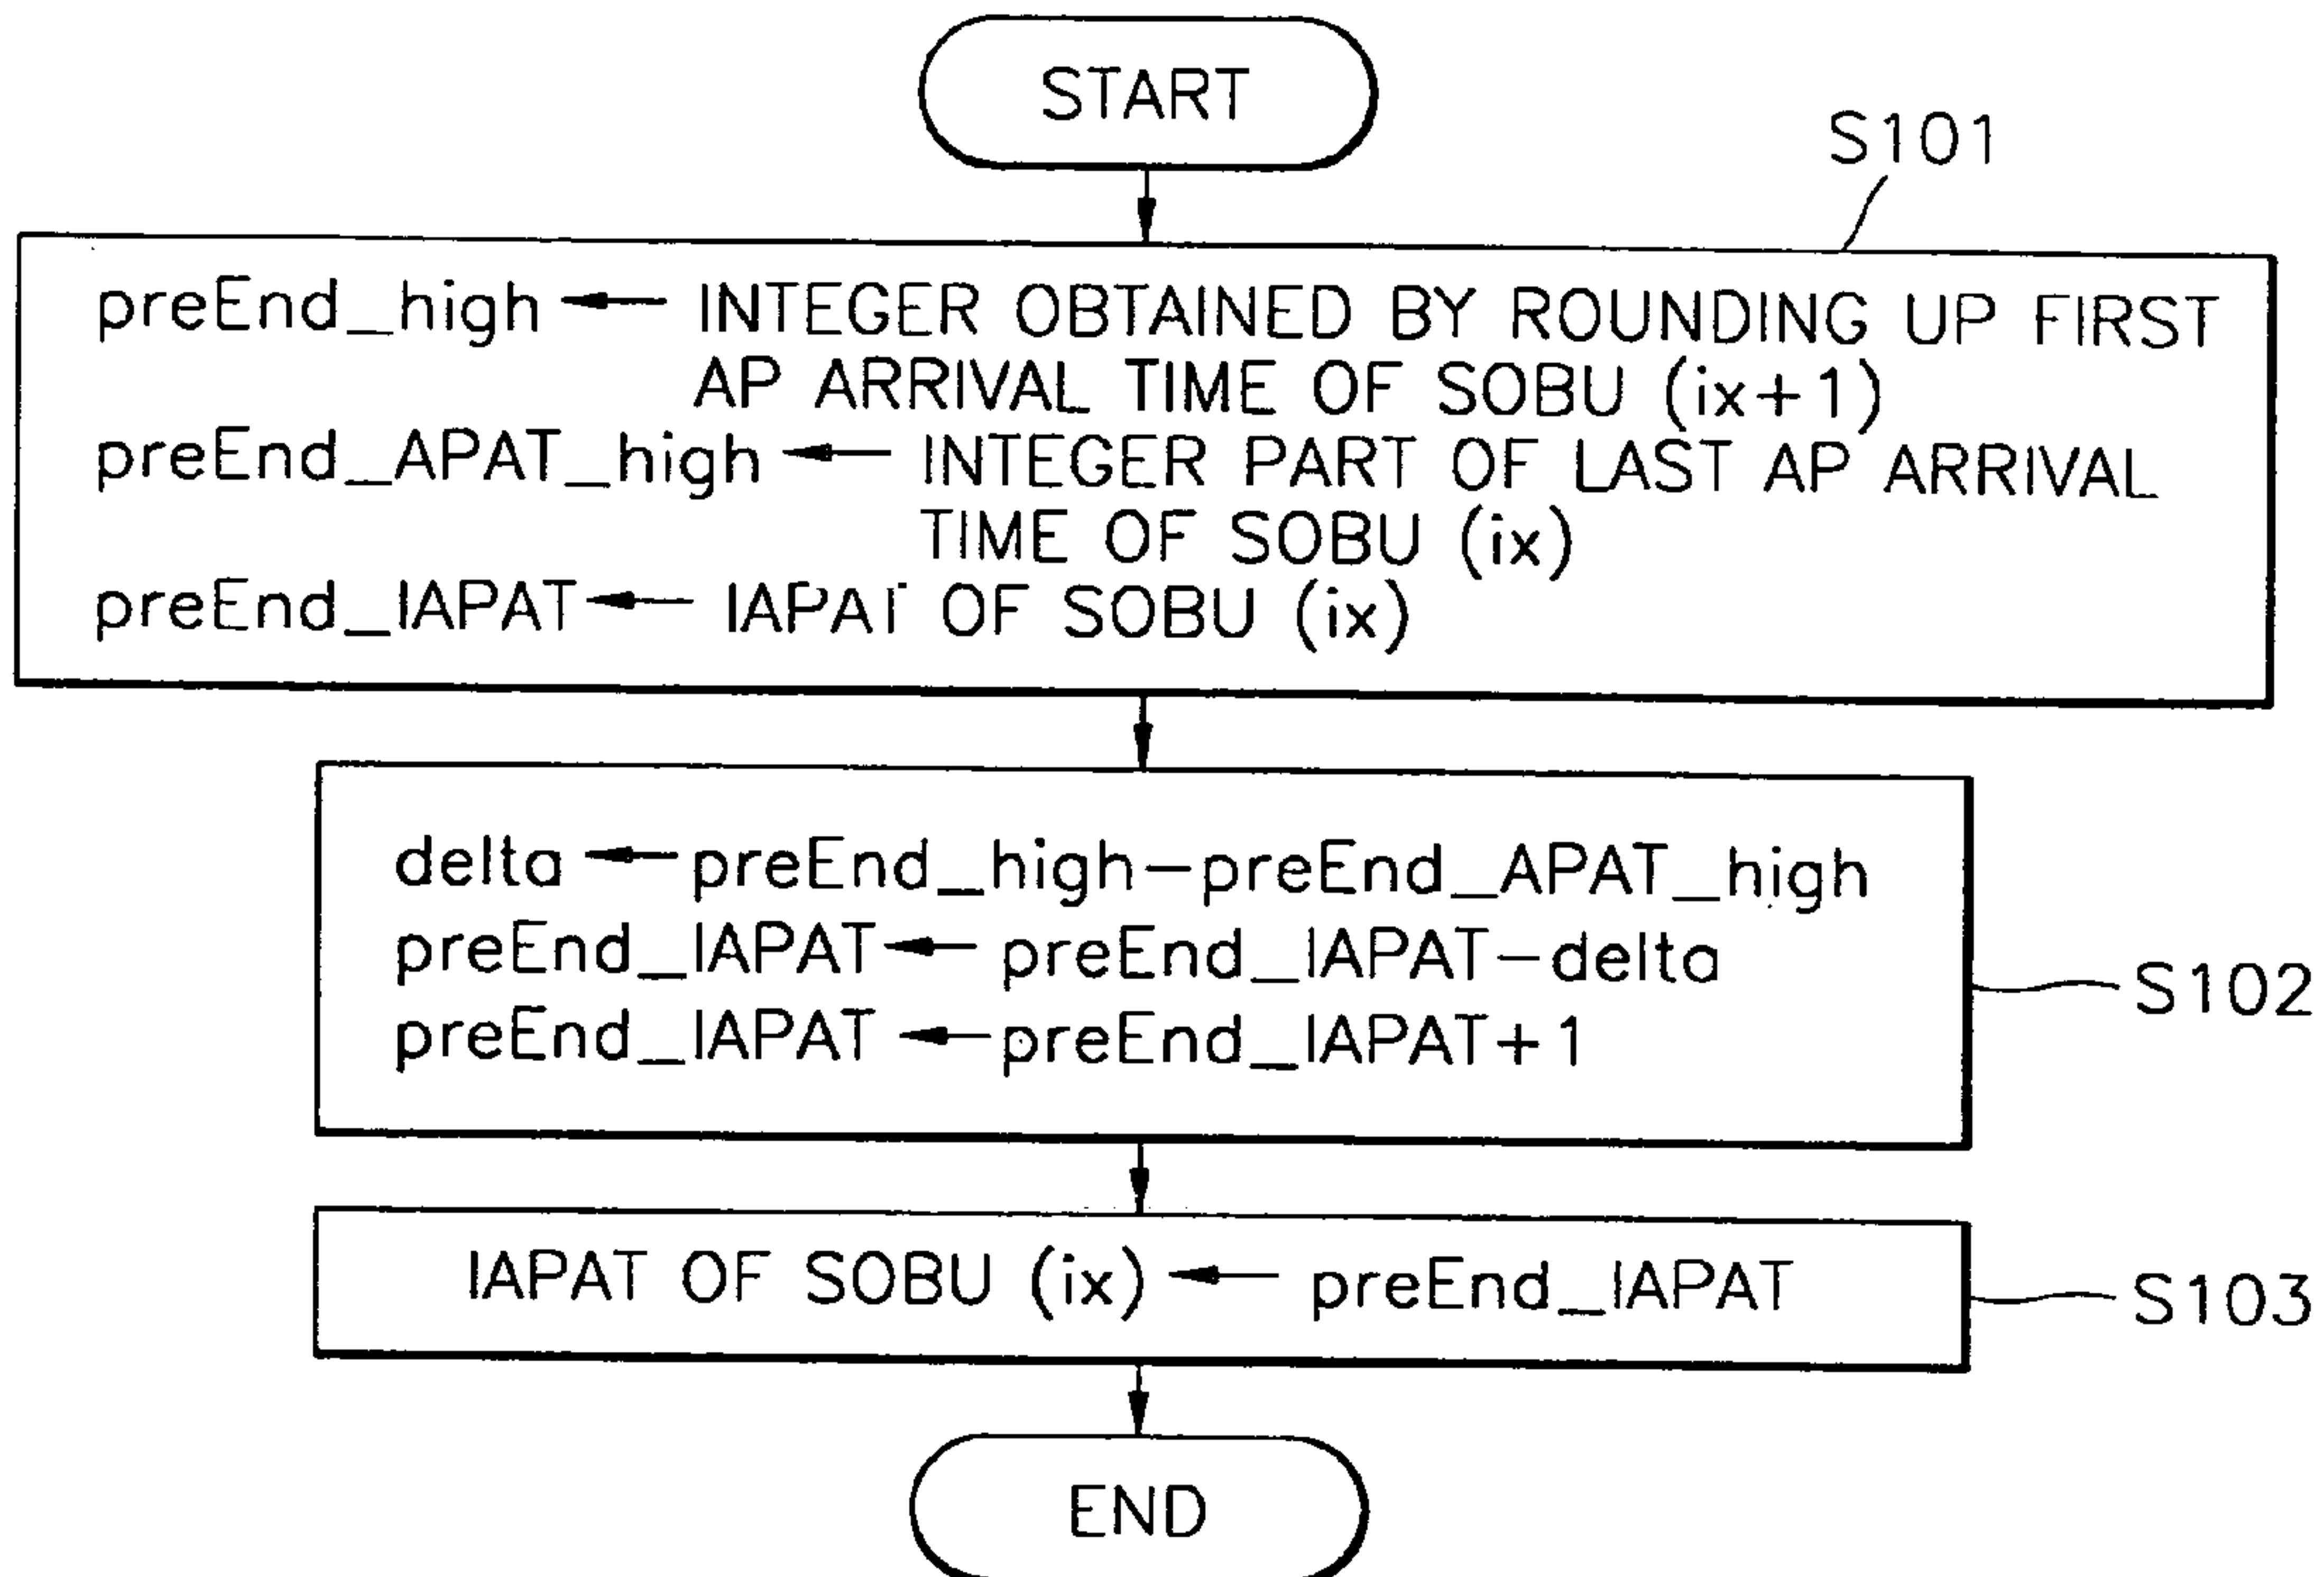 START
S101
preEnd_high ← INTEGER OBTAINED BY ROUNDING UP FIRST
AP ARRIVAL TIME OF SOBU (ix+1)
preEnd_APAT_high ← INTEGER PART OF LAST AP ARRIVAL
TIME OF SOBU (ix)
preEnd_IAPAT ← IAPAT OF SOBU (ix)
delta ← preEnd_high-preEnd_APAT_high
preEnd_IAPAT ← preEnd_IAPAT-delta
preEnd_IAPAT ← preEnd_IAPAT+1
S102
IAPAT OF SOBU (ix) ← preEnd_IAPAT
S103
END